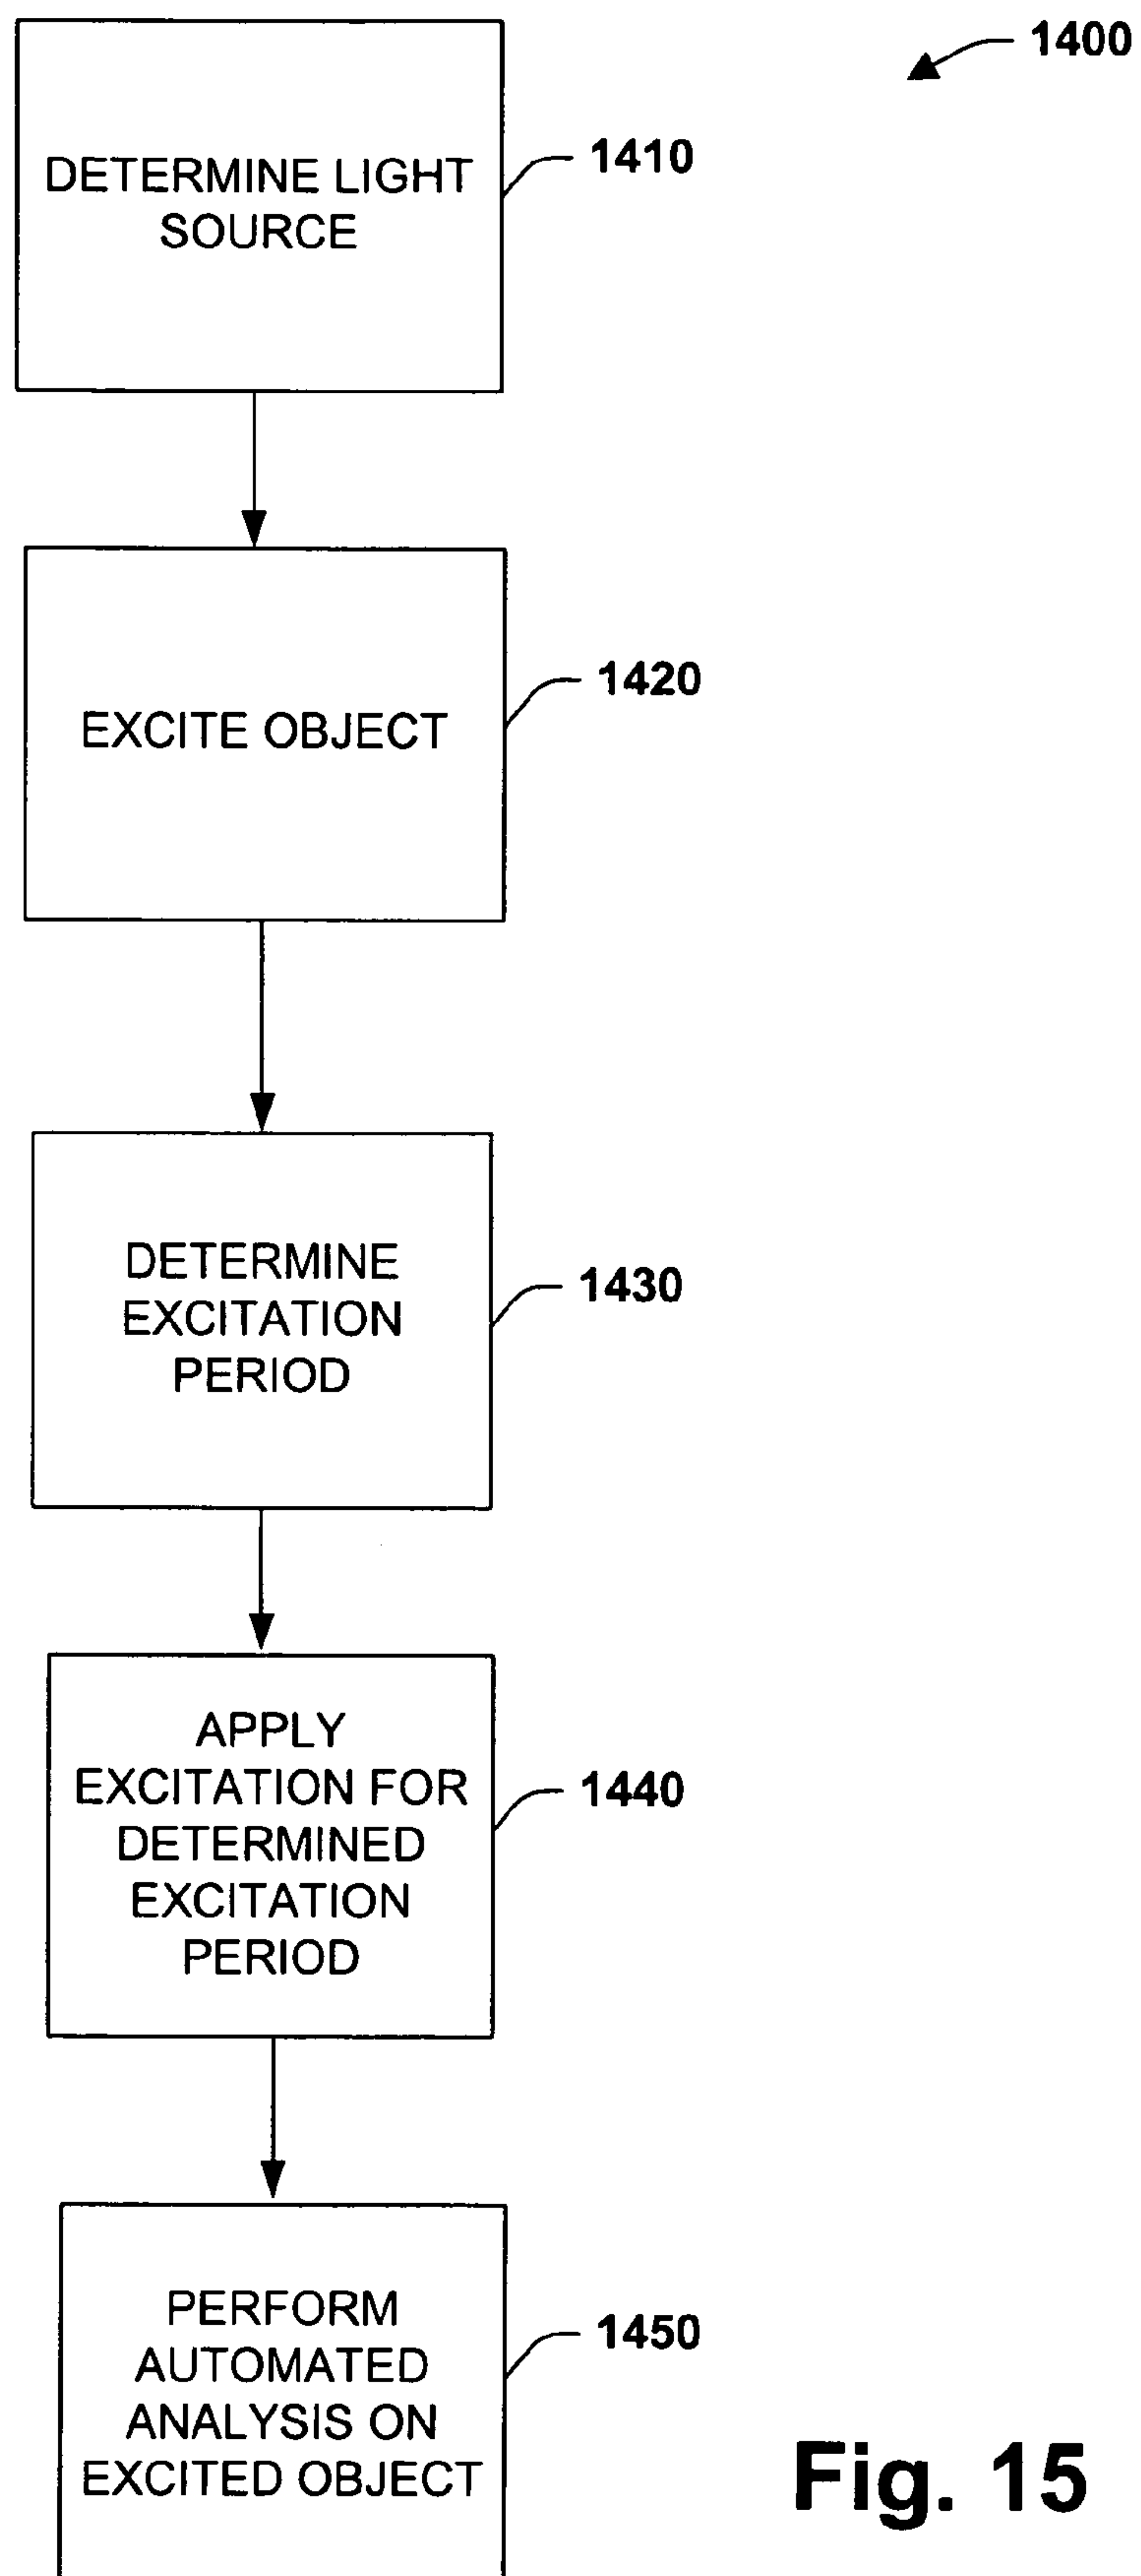 1400
DETERMINE LIGHT
SOURCE
1410
EXCITE OBJECT
1420
DETERMINE
EXCITATION
PERIOD
1430
APPLY
EXCITATION FOR
DETERMINED
EXCITATION
PERIOD
1440
PERFORM
AUTOMATED
ANALYSIS ON
EXCITED OBJECT
1450
Fig. 15